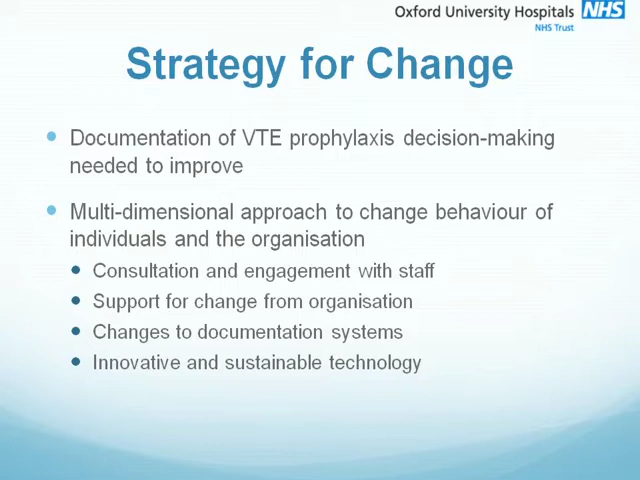 Oxford University Hospitals NHS
NHS Trust
Strategy for Change
Documentation of VTE prophylaxis decision-making
needed to improve
Multi-dimensional approach to change behaviour of
individuals and the organisation
Consultation and engagement with staff
Support for change from organisation
Changes to documentation systems
Innovative and sustainable technology